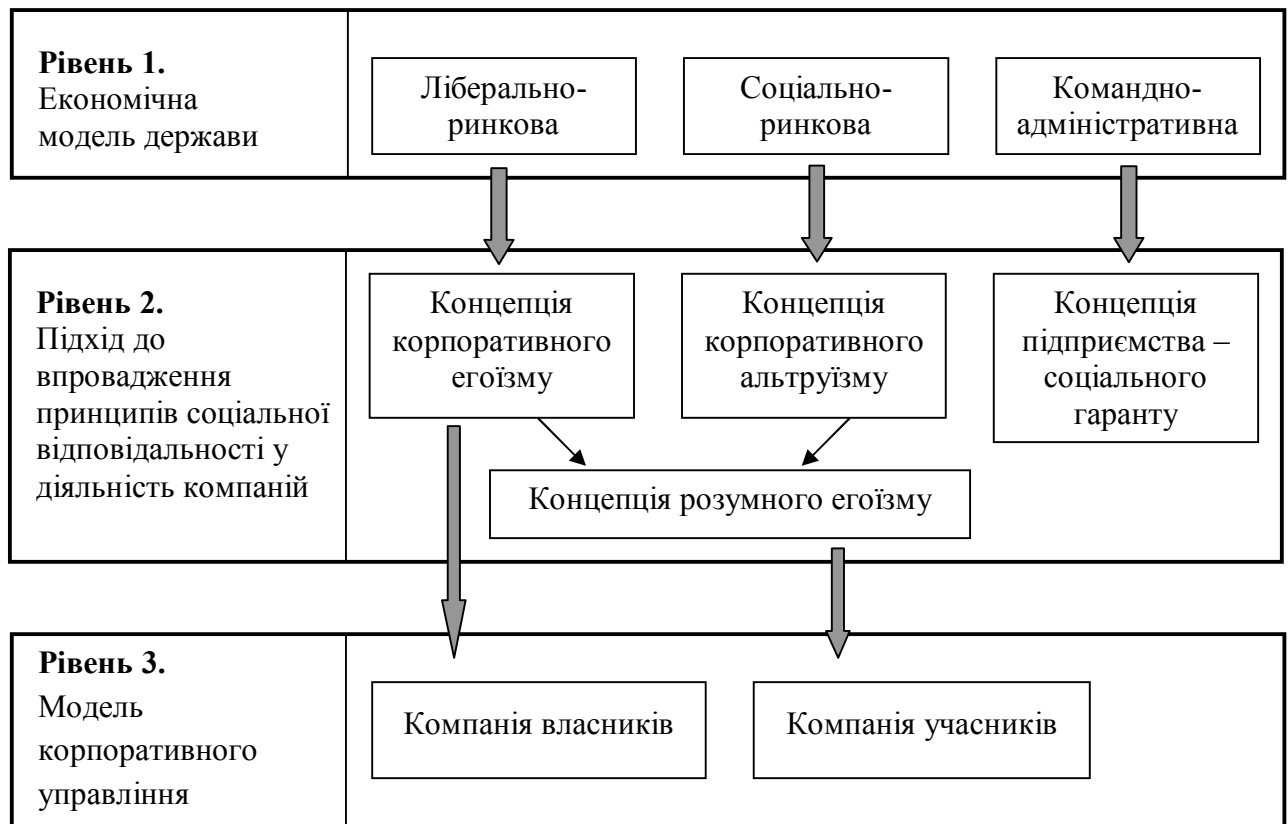 Рівень 1.
Економічна
модель держави
Ліберально-
ринкова
Соціально-
ринкова
Командно-
адміністративна
Рівень 2.
Підхід до
впровадження
принципів соціальної
відповідальності у
діяльність компаній
Концепція
корпоративного
егоїзму
Концепція
корпоративного
альтруїзму
Концепція
підприємства –
соціального
гаранту
Концепція розумного егоїзму
Рівень 3.
Модель
корпоративного
управління
Компанія власників
Компанія учасників